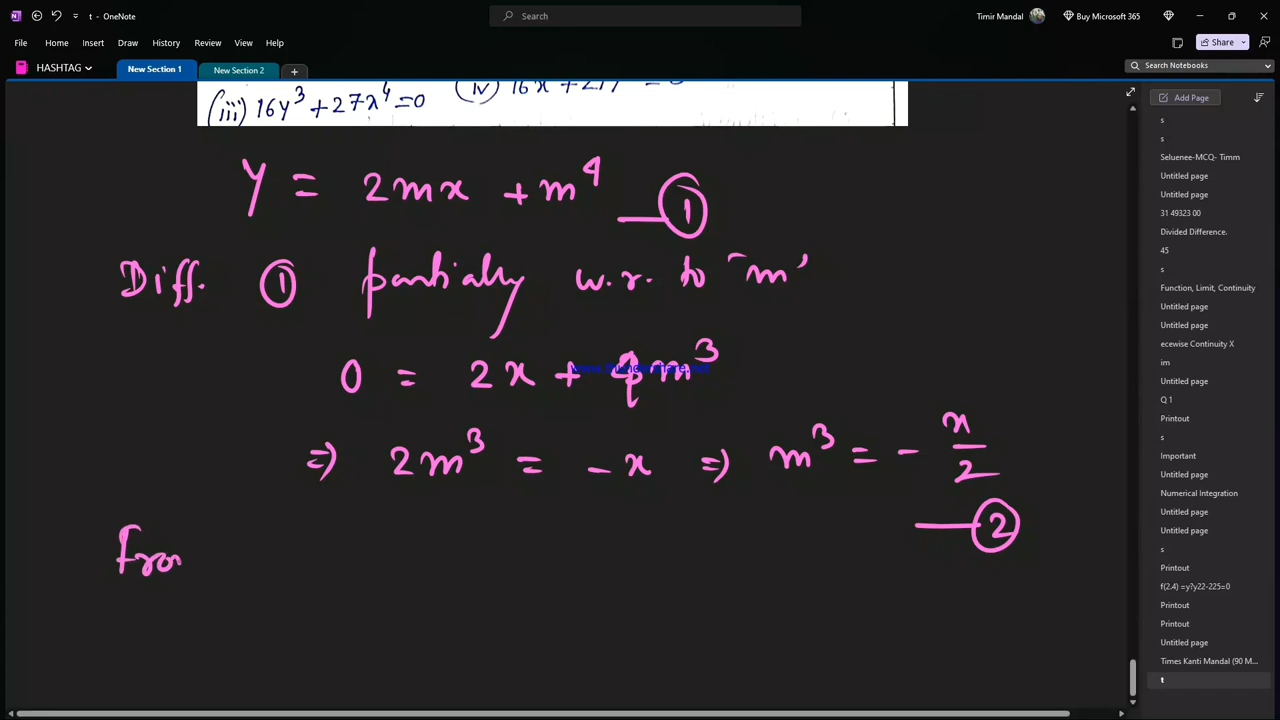 t - OneNote
Search
Timir Mandal
Buy Microsoft 365
File Home Insert Draw History Review View Help
Share
HASHTAG
New Section 1
New Section 2
+
Search Notebooks
Add Page
(iii) 16y³ + 27x⁴ = 0
y = 2mx + m⁴ — ①
Diff. ① partially w.r. to 'm'
0 = 2x + 4m³
⇒ 2m³ = - x ⇒ m³ = - x/2
— ②
Fron
s
s
Seluenee-MCQ- Timm
Untitled page
Untitled page
31 49323 00
Divided Difference.
45
s
Function, Limit, Continuity
Untitled page
Untitled page
ecewise Continuity X
im
Untitled page
Q 1
Printout
s
Important
Untitled page
Numerical Integration
Untitled page
Untitled page
s
Printout
f(2.4) =y?y22-225=0
Printout
Printout
Untitled page
Times Kanti Mandal (90 M...
t